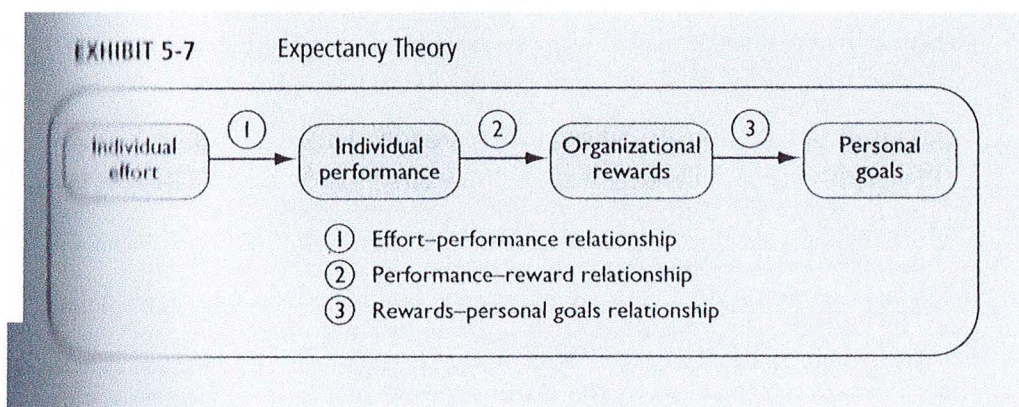 EXHIBIT 5-7 Expectancy Theory
Individual effort
1
Individual performance
2
Organizational rewards
3
Personal goals
1 Effort–performance relationship
2 Performance–reward relationship
3 Rewards–personal goals relationship